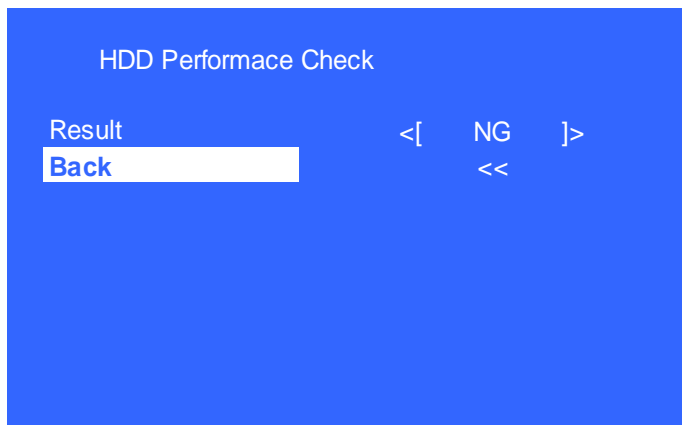 HDD Performace Check
Result <[ NG ]>
Back <<